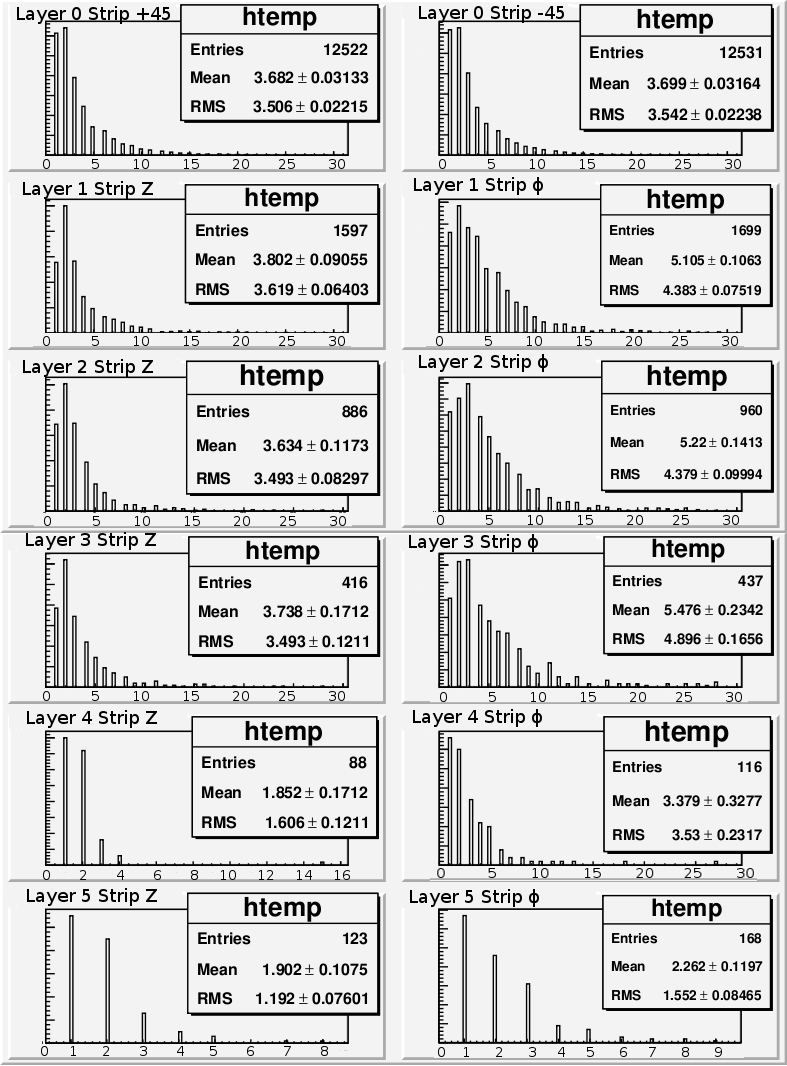 Layer 0 Strip +45
htemp
Entries 12522
Mean 3.682 ± 0.03133
RMS 3.506 ± 0.02215
0 5 10 15 20 25 30
Layer 0 Strip -45
htemp
Entries 12531
Mean 3.699 ± 0.03164
RMS 3.542 ± 0.02238
0 5 10 15 20 25 30
Layer 1 Strip Z
htemp
Entries 1597
Mean 3.802 ± 0.09055
RMS 3.619 ± 0.06403
0 5 10 15 20 25 30
Layer 1 Strip ϕ
htemp
Entries 1699
Mean 5.105 ± 0.1063
RMS 4.383 ± 0.07519
0 5 10 15 20 25 30
Layer 2 Strip Z
htemp
Entries 886
Mean 3.634 ± 0.1173
RMS 3.493 ± 0.08297
0 5 10 15 20 25 30
Layer 2 Strip ϕ
htemp
Entries 960
Mean 5.22 ± 0.1413
RMS 4.379 ± 0.09994
0 5 10 15 20 25 30
Layer 3 Strip Z
htemp
Entries 416
Mean 3.738 ± 0.1712
RMS 3.493 ± 0.1211
0 5 10 15 20 25 30
Layer 3 Strip ϕ
htemp
Entries 437
Mean 5.476 ± 0.2342
RMS 4.896 ± 0.1656
0 5 10 15 20 25 30
Layer 4 Strip Z
htemp
Entries 88
Mean 1.852 ± 0.1712
RMS 1.606 ± 0.1211
0 2 4 6 8 10 12 14 16
Layer 4 Strip ϕ
htemp
Entries 116
Mean 3.379 ± 0.3277
RMS 3.53 ± 0.2317
0 5 10 15 20 25 30
Layer 5 Strip Z
htemp
Entries 123
Mean 1.902 ± 0.1075
RMS 1.192 ± 0.07601
0 1 2 3 4 5 6 7 8
Layer 5 Strip ϕ
htemp
Entries 168
Mean 2.262 ± 0.1197
RMS 1.552 ± 0.08465
0 1 2 3 4 5 6 7 8 9